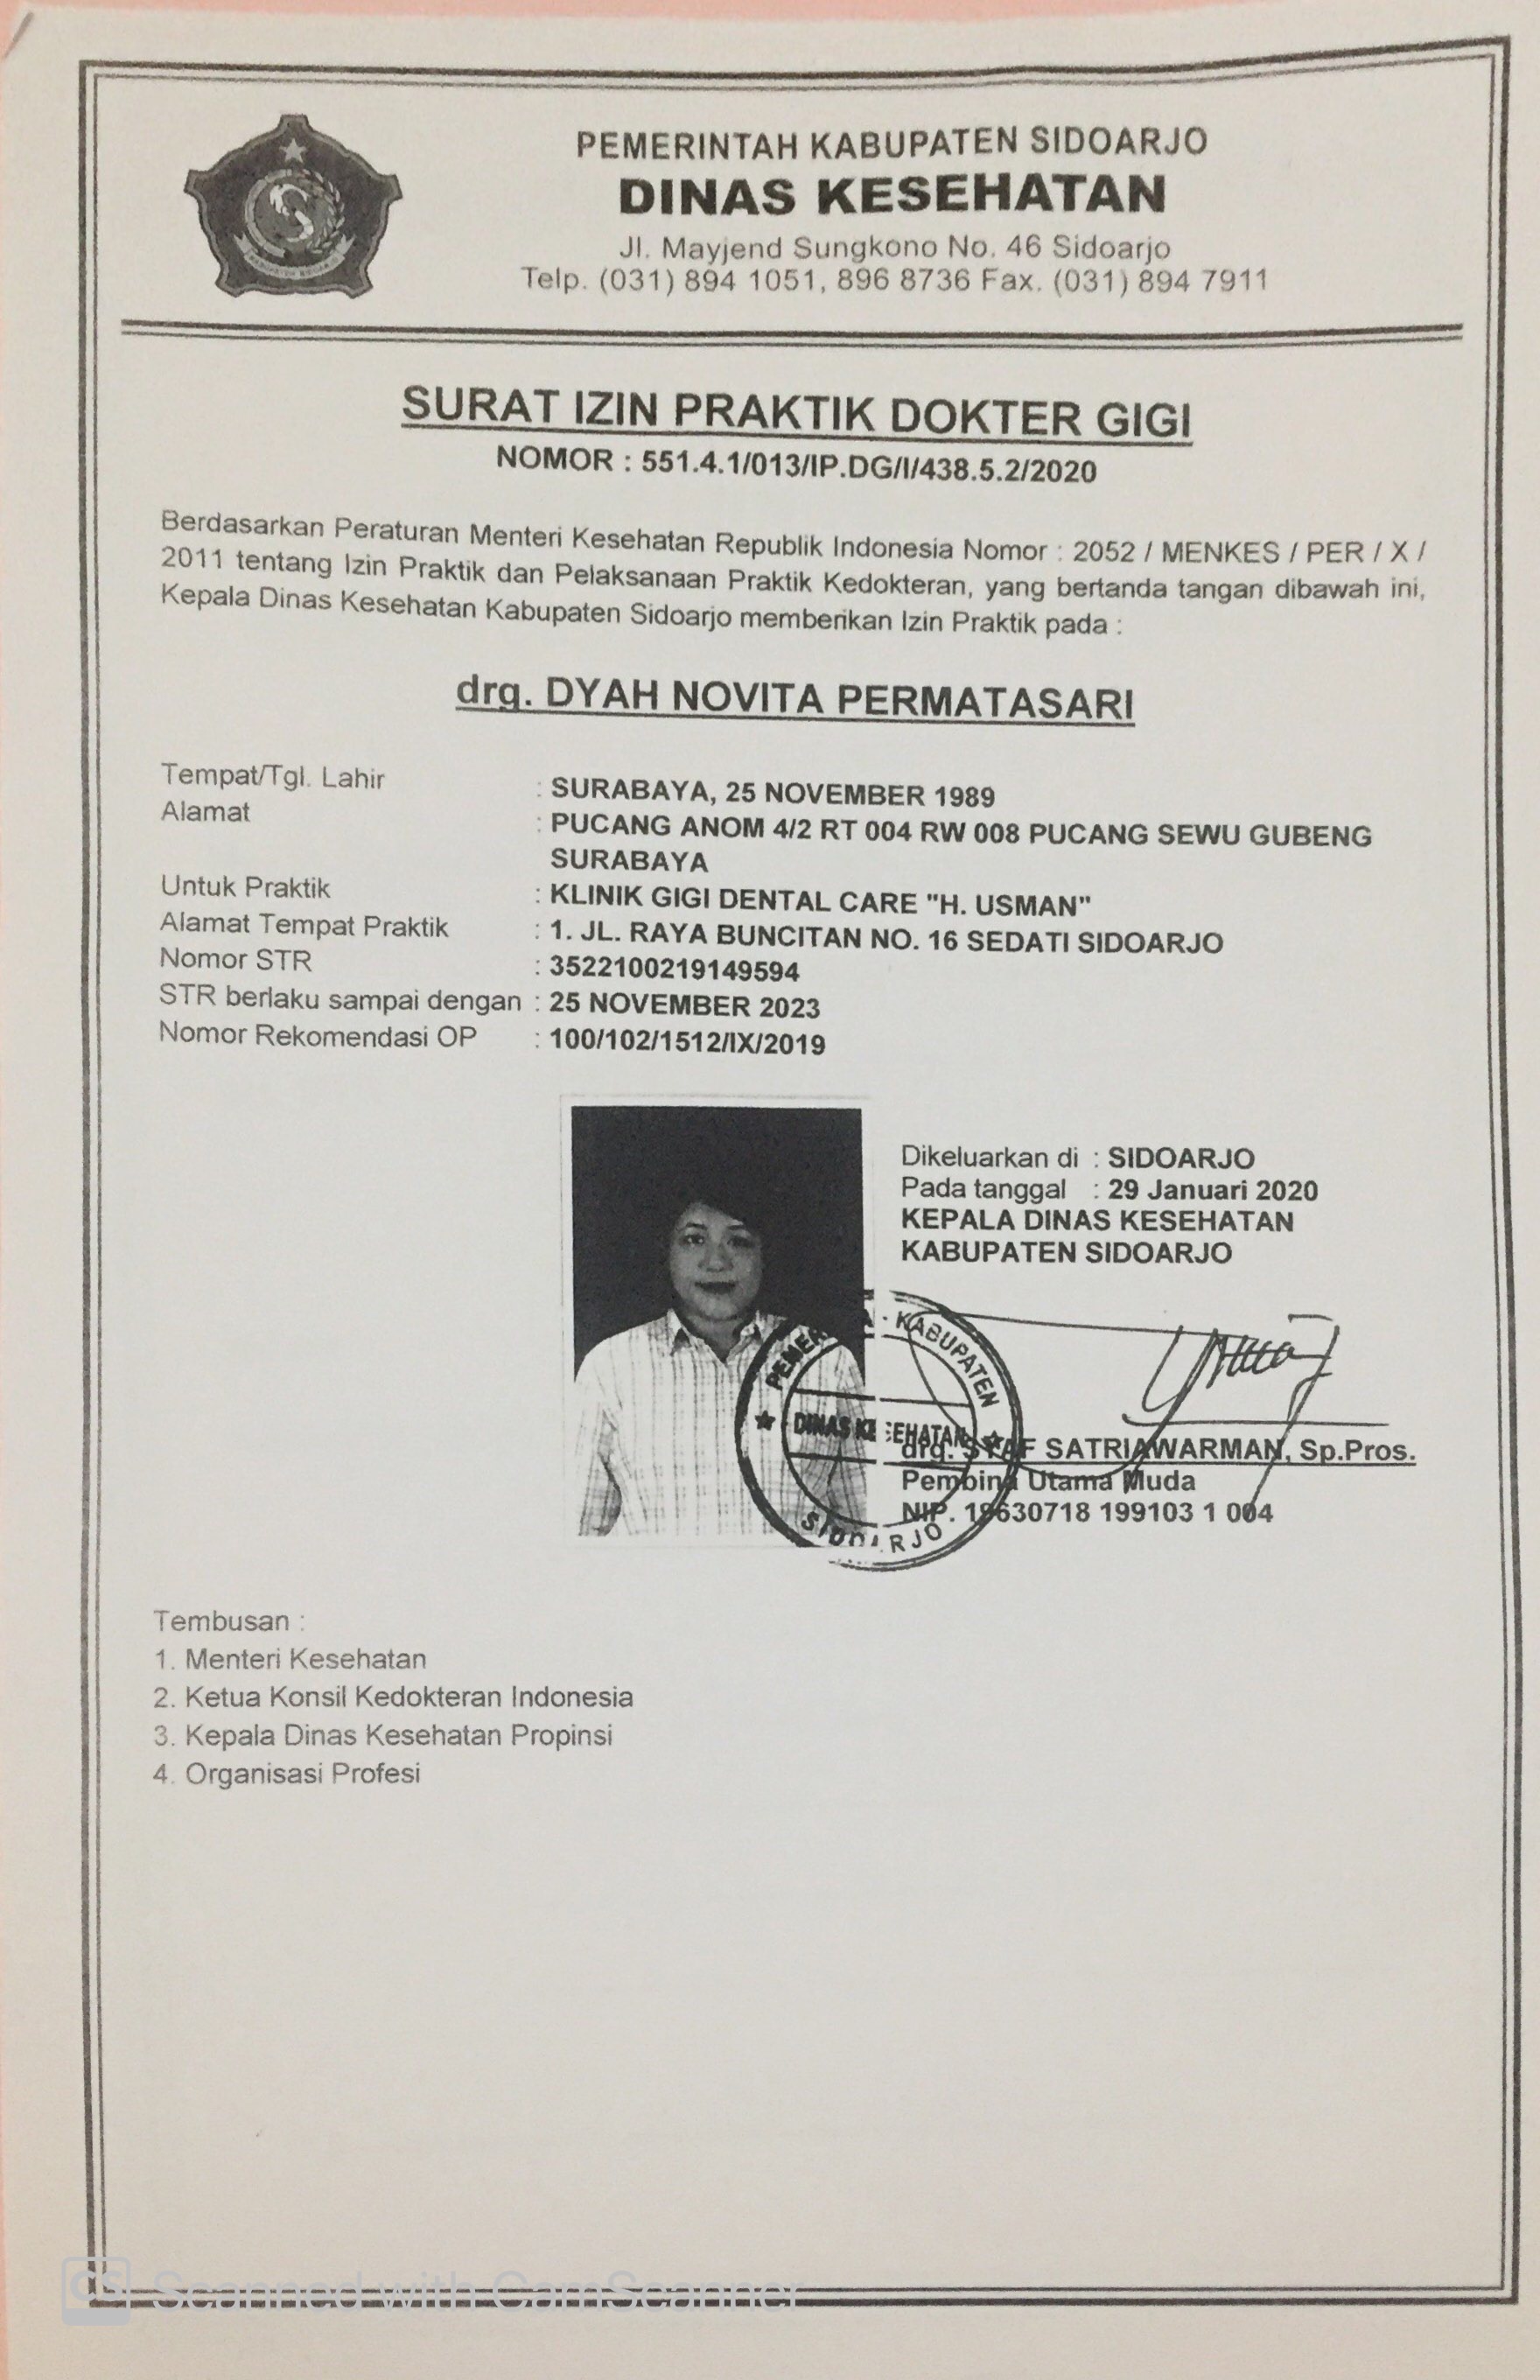 PEMERINTAH KABUPATEN SIDOARJO
DINAS KESEHATAN
Jl. Mayjend Sungkono No. 46 Sidoarjo
Telp. (031) 894 1051, 896 8736 Fax. (031) 894 7911
SURAT IZIN PRAKTIK DOKTER GIGI
NOMOR : 551.4.1/013/IP.DG/I/438.5.2/2020
Berdasarkan Peraturan Menteri Kesehatan Republik Indonesia Nomor : 2052 / MENKES / PER / X /
2011 tentang Izin Praktik dan Pelaksanaan Praktik Kedokteran, yang bertanda tangan dibawah ini,
Kepala Dinas Kesehatan Kabupaten Sidoarjo memberikan Izin Praktik pada :
drg. DYAH NOVITA PERMATASARI
Tempat/Tgl. Lahir : SURABAYA, 25 NOVEMBER 1989
Alamat : PUCANG ANOM 4/2 RT 004 RW 008 PUCANG SEWU GUBENG
SURABAYA
Untuk Praktik : KLINIK GIGI DENTAL CARE "H. USMAN"
Alamat Tempat Praktik : 1. JL. RAYA BUNCITAN NO. 16 SEDATI SIDOARJO
Nomor STR : 3522100219149594
STR berlaku sampai dengan : 25 NOVEMBER 2023
Nomor Rekomendasi OP : 100/102/1512/IX/2019
Dikeluarkan di : SIDOARJO
Pada tanggal : 29 Januari 2020
KEPALA DINAS KESEHATAN
KABUPATEN SIDOARJO
KABUPATEN
DINAS KESEHATAN
SIDOARJO
drg. SYAF SATRIAWARMAN, Sp.Pros.
Pembina Utama Muda
NIP. 19630718 199103 1 004
Tembusan :
1. Menteri Kesehatan
2. Ketua Konsil Kedokteran Indonesia
3. Kepala Dinas Kesehatan Propinsi
4. Organisasi Profesi
CS Scanned with CamScanner